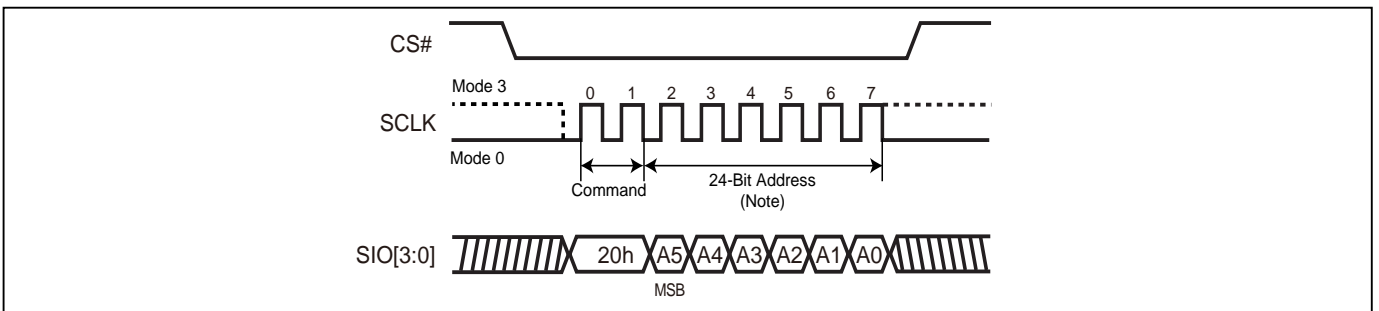 CS#
Mode 3
0 1 2 3 4 5 6 7
SCLK
Mode 0
Command
24-Bit Address
(Note)
SIO[3:0]
20h A5 A4 A3 A2 A1 A0
MSB